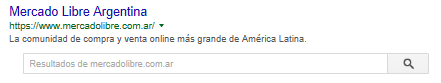 Mercado Libre Argentina
https://www.mercadolibre.com.ar/
La comunidad de compra y venta online más grande de América Latina.
Resultados de mercadolibre.com.ar